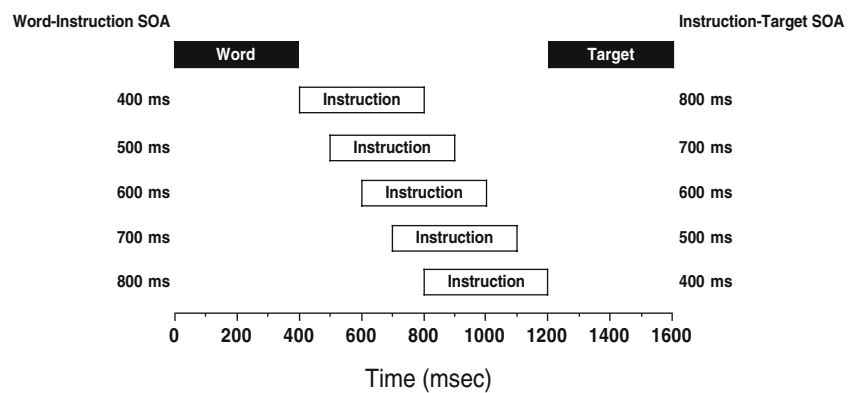 Word-Instruction SOA Instruction-Target SOA
Word Target
400 ms Instruction 800 ms
500 ms Instruction 700 ms
600 ms Instruction 600 ms
700 ms Instruction 500 ms
800 ms Instruction 400 ms
0 200 400 600 800 1000 1200 1400 1600
Time (msec)